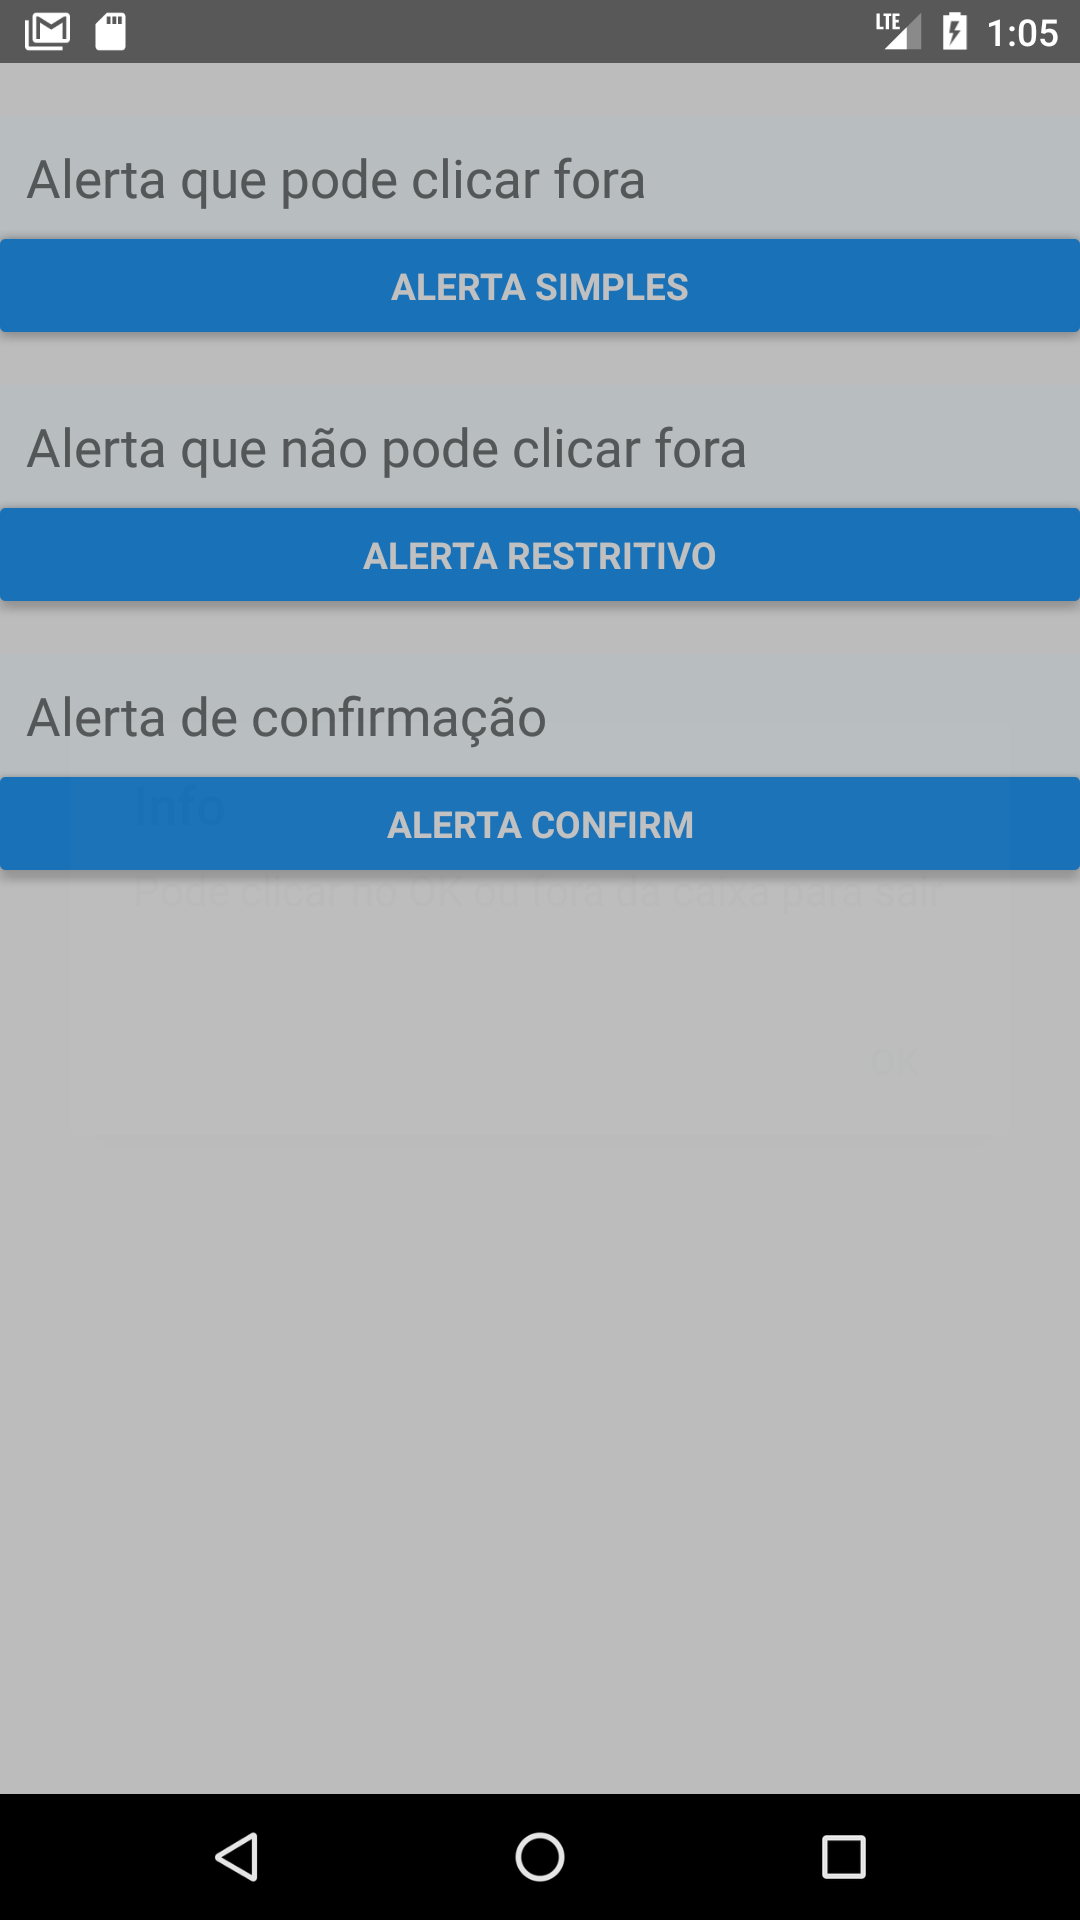 LTE 1:05
Alerta que pode clicar fora
ALERTA SIMPLES
Alerta que não pode clicar fora
ALERTA RESTRITIVO
Alerta de confirmação
Info
ALERTA CONFIRM
Pode clicar no OK ou fora da caixa para sair
OK